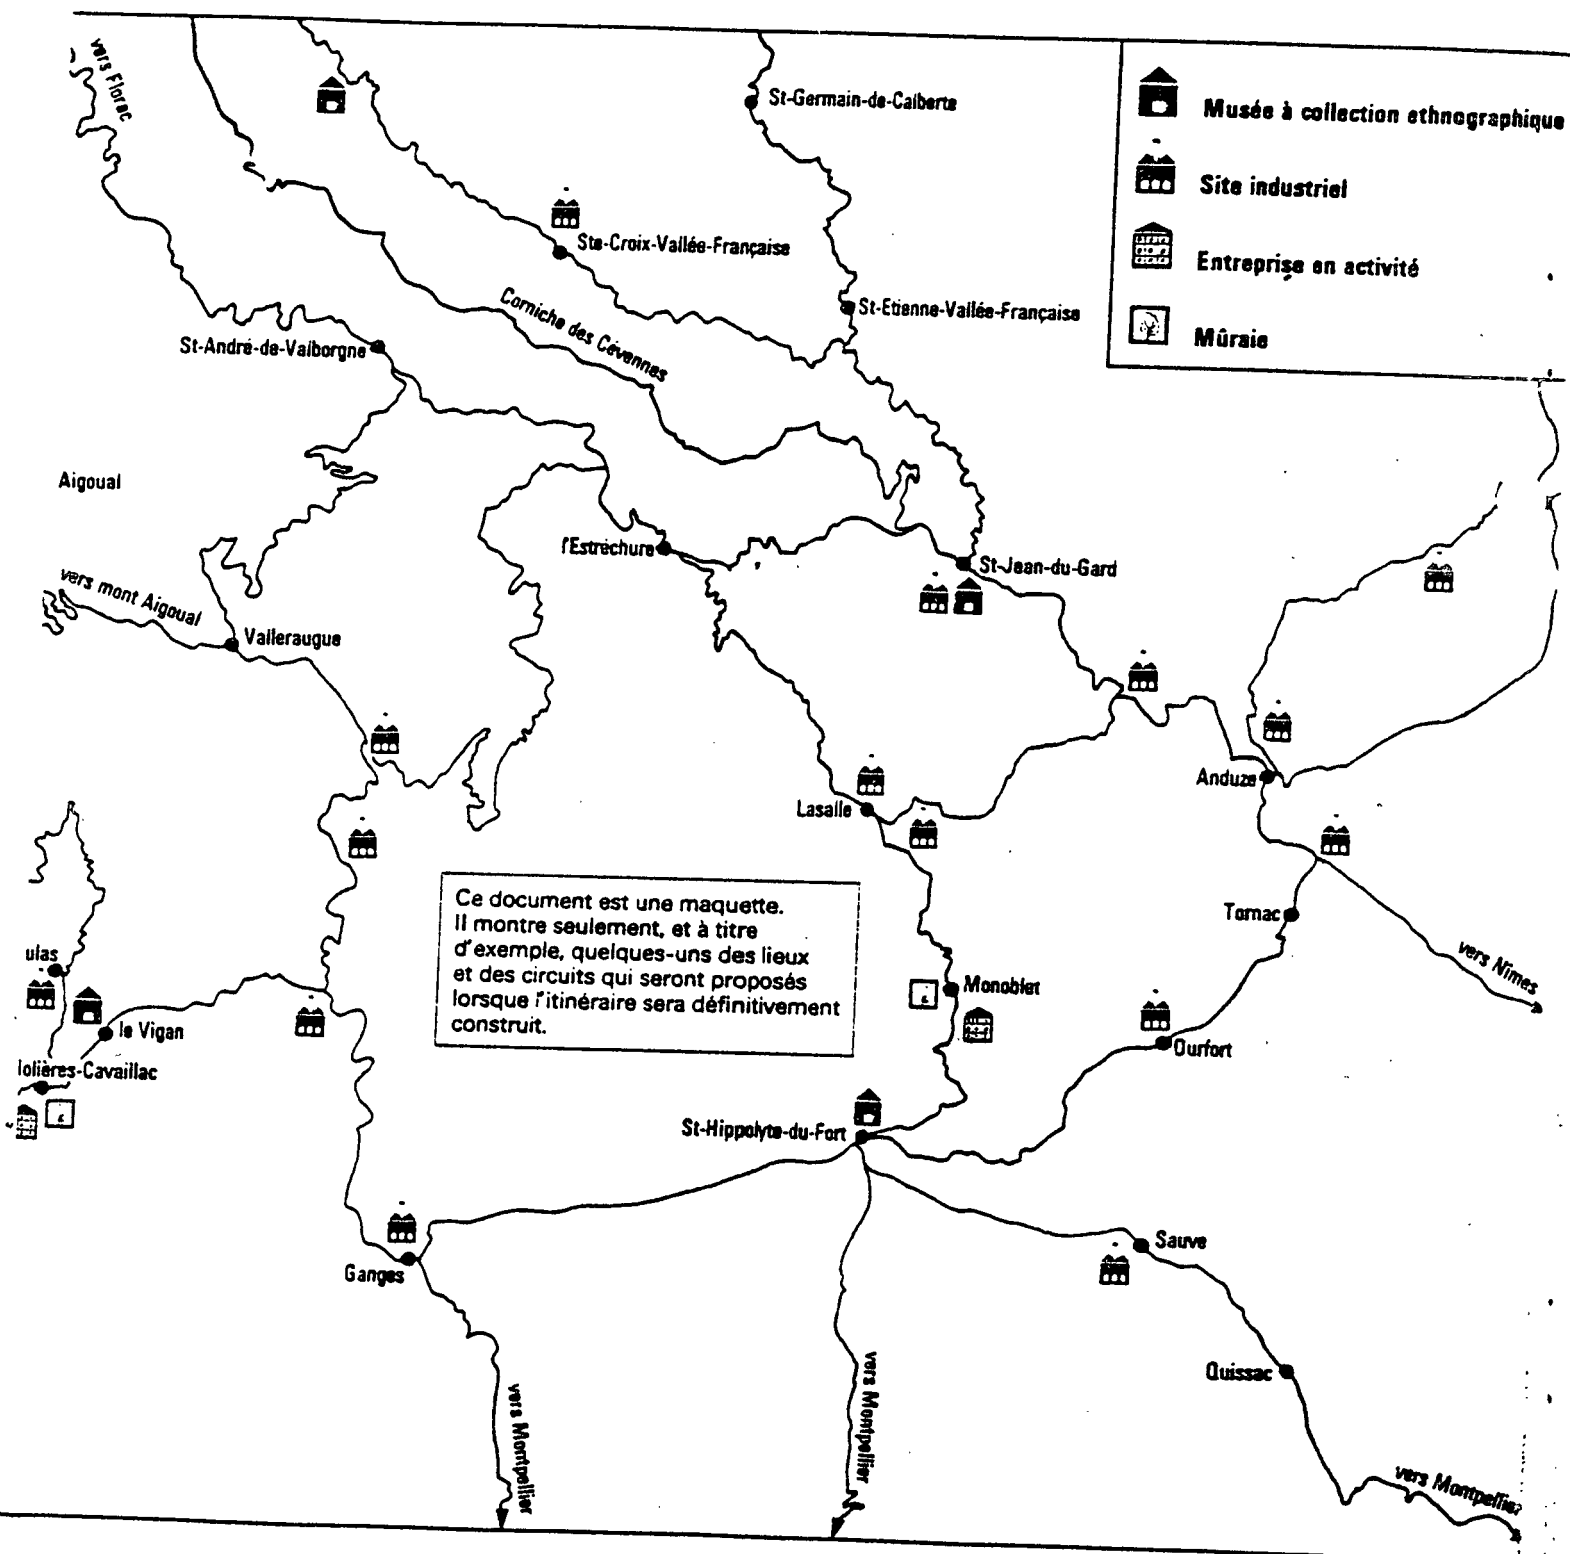 vers Florac
St-Germain-de-Calberte
Musée à collection ethnographique
Site industriel
Entreprise en activité
Mûraie
Ste-Croix-Vallée-Française
Corniche des Cévennes
St-Etienne-Vallée-Française
St-André-de-Valborgne
Aigoual
l'Estréchure
St-Jean-du-Gard
vers mont Aigoual
Valleraugue
Anduze
Lasalle
Ce document est une maquette.
Il montre seulement, et à titre
d'exemple, quelques-uns des lieux
et des circuits qui seront proposés
lorsque l'itinéraire sera définitivement
construit.
Tornac
vers Nîmes
ulas
Monoblet
le Vigan
Durfort
lolières-Cavaillac
St-Hippolyte-du-Fort
Sauve
Ganges
Quissac
vers Montpellier
vers Montpellier
vers Montpellier